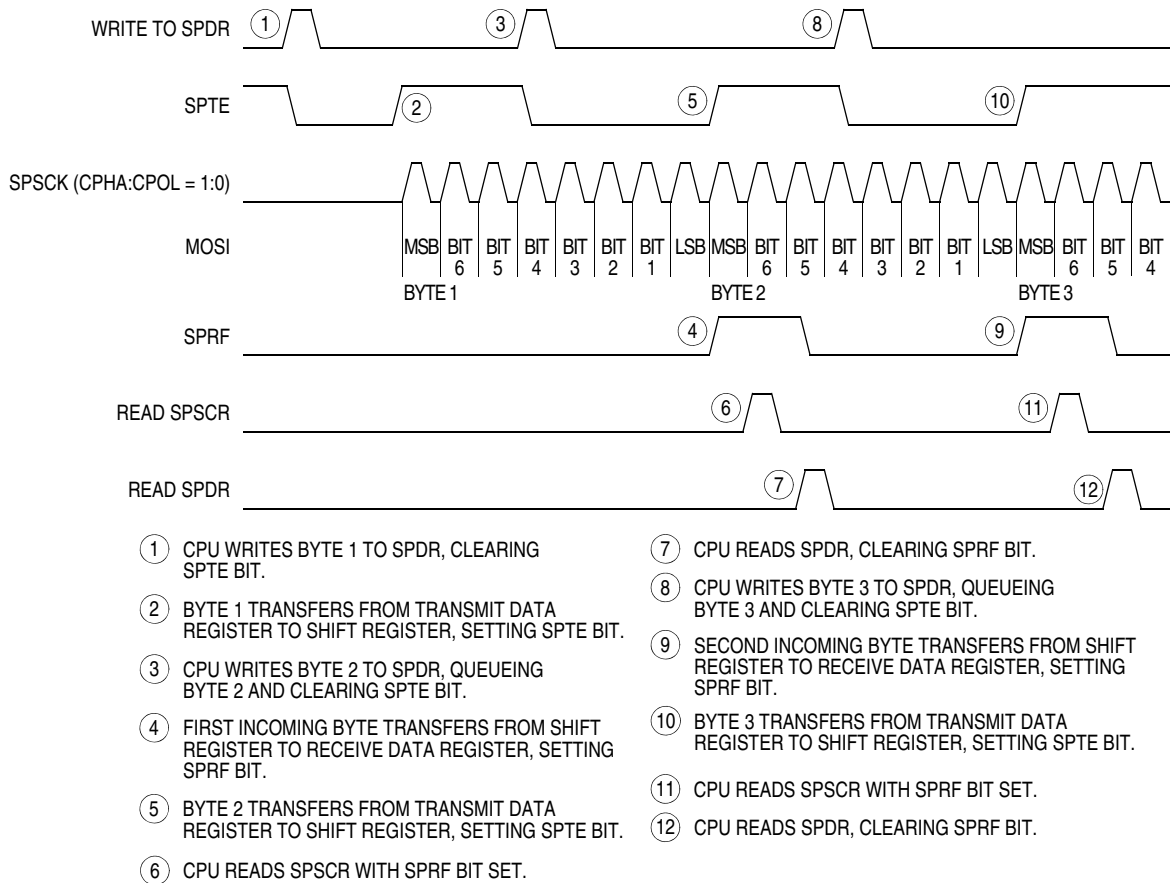 WRITE TO SPDR 1 3 8
SPTE 2 5 10
SPSCK (CPHA:CPOL = 1:0)
MOSI MSB BIT 6 BIT 5 BIT 4 BIT 3 BIT 2 BIT 1 LSB MSB BIT 6 BIT 5 BIT 4 BIT 3 BIT 2 BIT 1 LSB MSB BIT 6 BIT 5 BIT 4
BYTE 1 BYTE 2 BYTE 3
SPRF 4 9
READ SPSCR 6 11
READ SPDR 7 12
1 CPU WRITES BYTE 1 TO SPDR, CLEARING
SPTE BIT.
2 BYTE 1 TRANSFERS FROM TRANSMIT DATA
REGISTER TO SHIFT REGISTER, SETTING SPTE BIT.
3 CPU WRITES BYTE 2 TO SPDR, QUEUEING
BYTE 2 AND CLEARING SPTE BIT.
4 FIRST INCOMING BYTE TRANSFERS FROM SHIFT
REGISTER TO RECEIVE DATA REGISTER, SETTING
SPRF BIT.
5 BYTE 2 TRANSFERS FROM TRANSMIT DATA
REGISTER TO SHIFT REGISTER, SETTING SPTE BIT.
6 CPU READS SPSCR WITH SPRF BIT SET.
7 CPU READS SPDR, CLEARING SPRF BIT.
8 CPU WRITES BYTE 3 TO SPDR, QUEUEING
BYTE 3 AND CLEARING SPTE BIT.
9 SECOND INCOMING BYTE TRANSFERS FROM SHIFT
REGISTER TO RECEIVE DATA REGISTER, SETTING
SPRF BIT.
10 BYTE 3 TRANSFERS FROM TRANSMIT DATA
REGISTER TO SHIFT REGISTER, SETTING SPTE BIT.
11 CPU READS SPSCR WITH SPRF BIT SET.
12 CPU READS SPDR, CLEARING SPRF BIT.